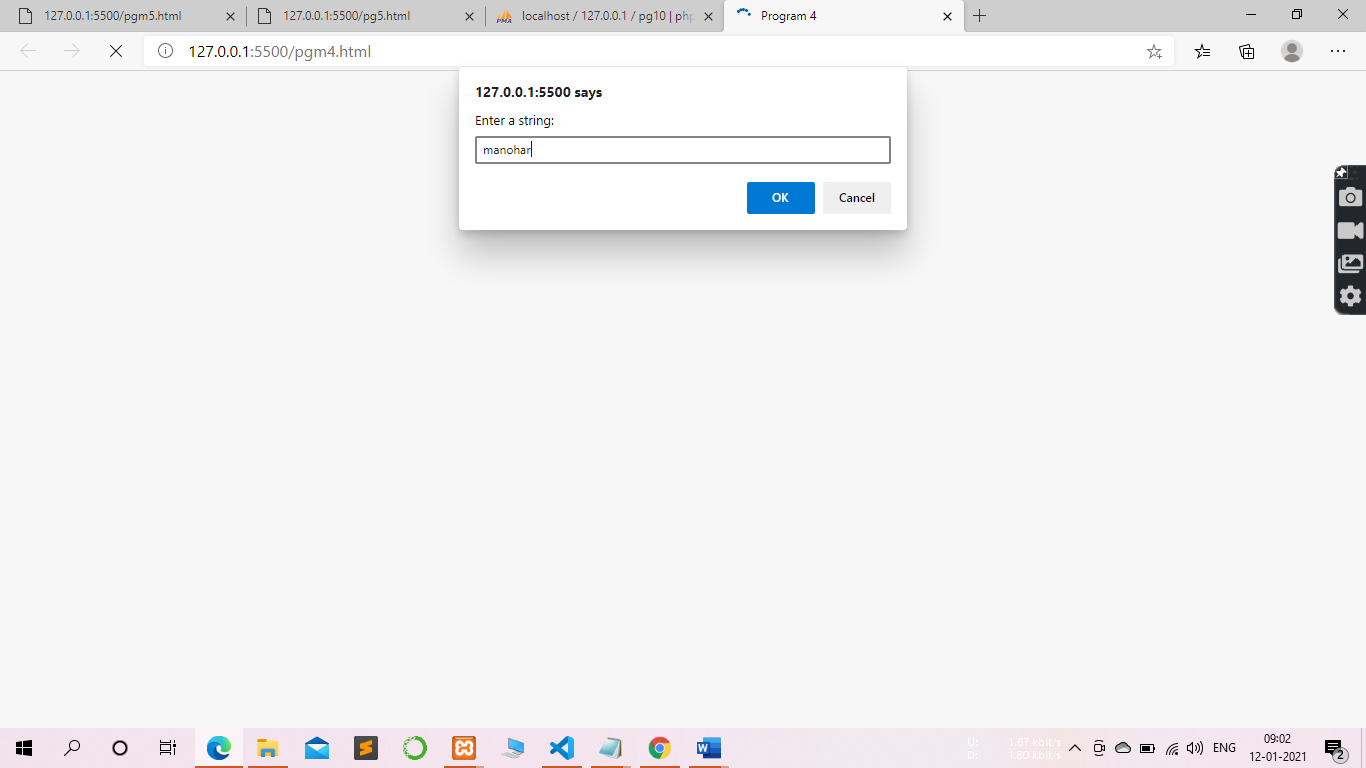 127.0.0.1:5500/pgm5.html
127.0.0.1:5500/pg5.html
PMA
localhost / 127.0.0.1 / pg10 | php
Program 4
127.0.0.1:5500/pgm4.html
127.0.0.1:5500 says
Enter a string:
manohar
OK
Cancel
U: 1.67 kbit/s
D: 1.80 kbit/s
ENG
09:02
12-01-2021
2